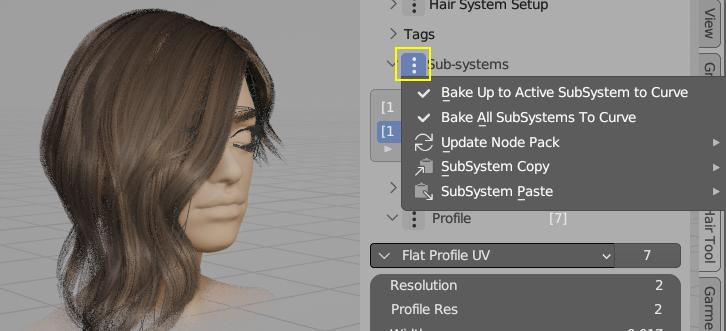 Hair System Setup
Tags
Sub-systems
Bake Up to Active SubSystem to Curve
[1
Bake All SubSystems To Curve
[1
Update Node Pack
SubSystem Copy
SubSystem Paste
Profile [7]
Flat Profile UV 7
Resolution 2
Profile Res 2
View
Hair Tool